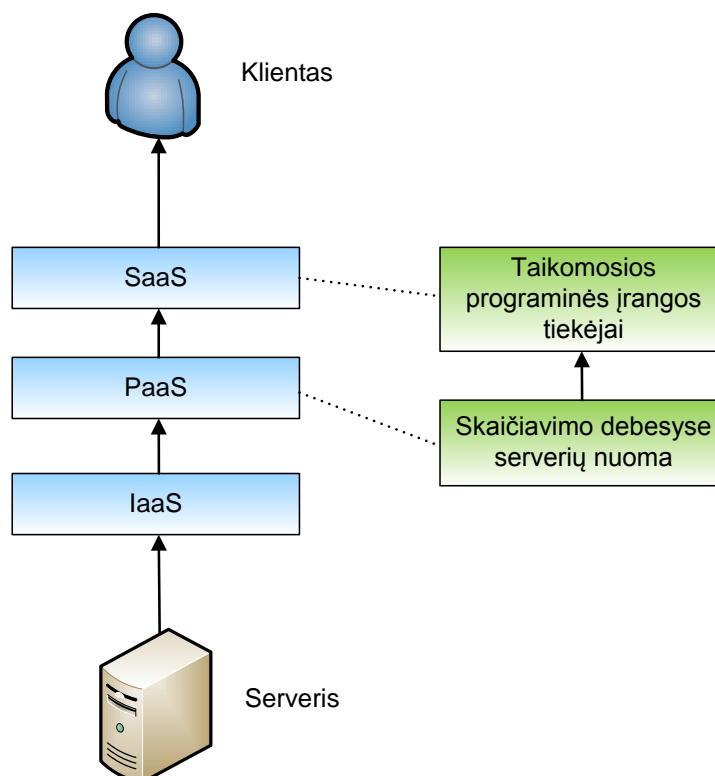 Klientas
SaaS
Taikomosios
programinės įrangos
tiekėjai
PaaS
Skaičiavimo debesyse
serverių nuoma
IaaS
Serveris